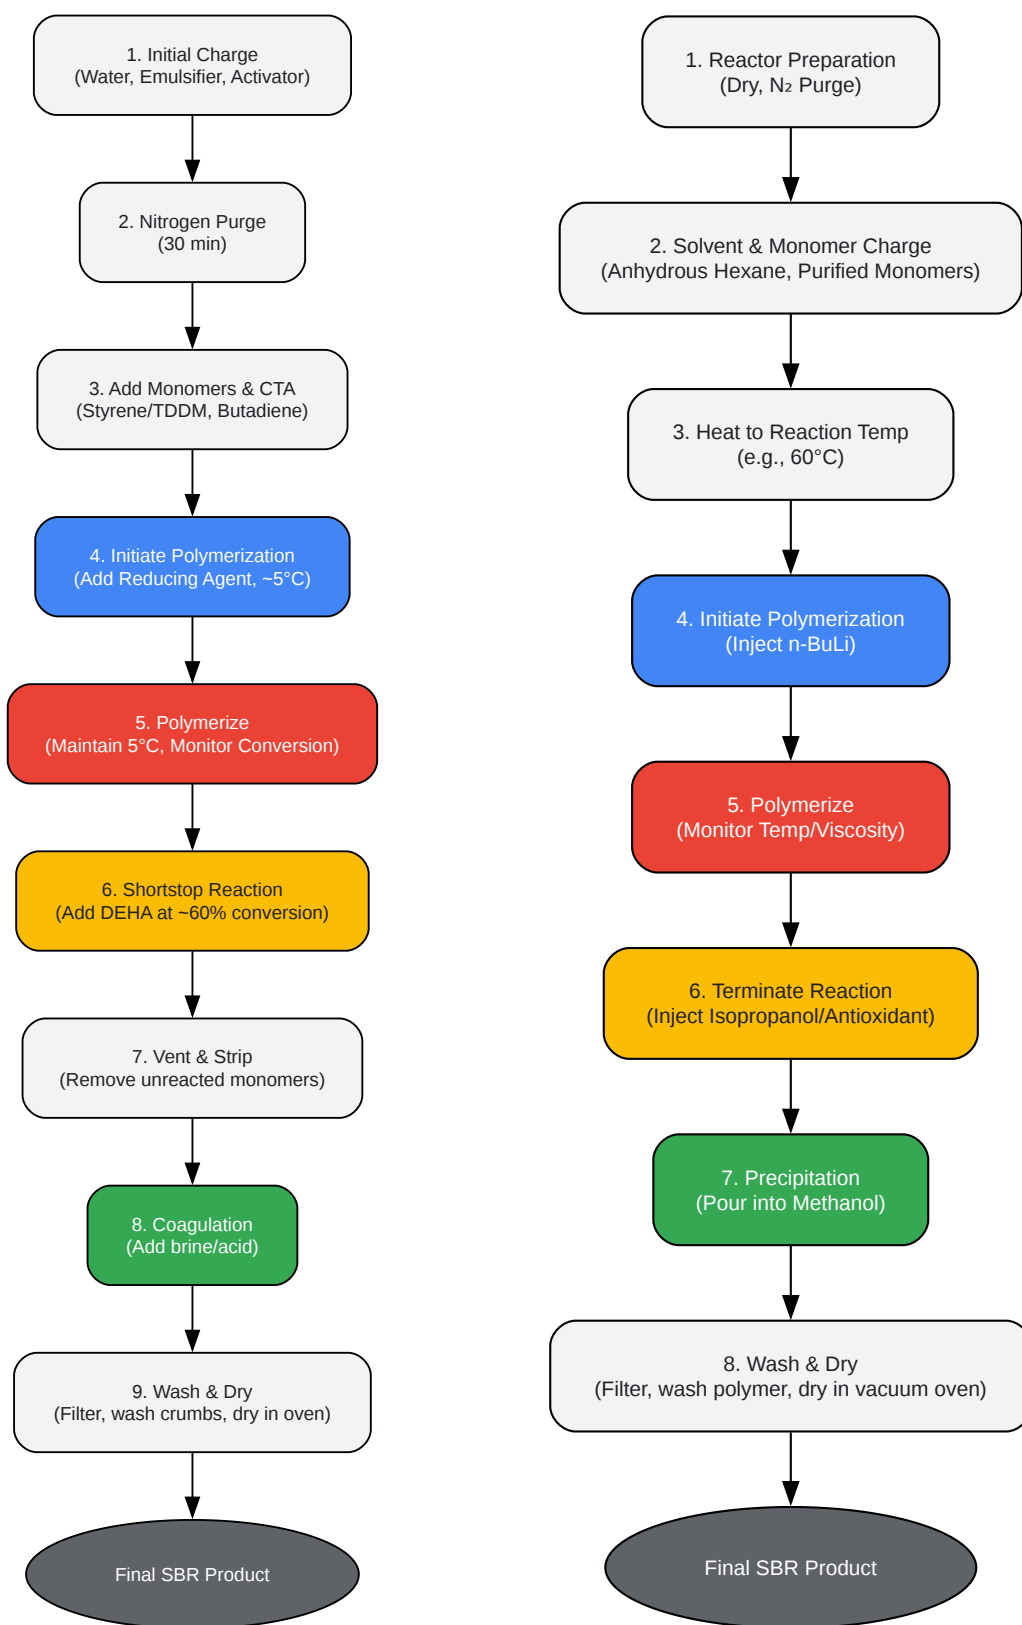 1. Initial Charge
(Water, Emulsifier, Activator)
2. Nitrogen Purge
(30 min)
3. Add Monomers & CTA
(Styrene/TDDM, Butadiene)
4. Initiate Polymerization
(Add Reducing Agent, ~5°C)
5. Polymerize
(Maintain 5°C, Monitor Conversion)
6. Shortstop Reaction
(Add DEHA at ~60% conversion)
7. Vent & Strip
(Remove unreacted monomers)
8. Coagulation
(Add brine/acid)
9. Wash & Dry
(Filter, wash crumbs, dry in oven)
Final SBR Product
1. Reactor Preparation
(Dry, N₂ Purge)
2. Solvent & Monomer Charge
(Anhydrous Hexane, Purified Monomers)
3. Heat to Reaction Temp
(e.g., 60°C)
4. Initiate Polymerization
(Inject n-BuLi)
5. Polymerize
(Monitor Temp/Viscosity)
6. Terminate Reaction
(Inject Isopropanol/Antioxidant)
7. Precipitation
(Pour into Methanol)
8. Wash & Dry
(Filter, wash polymer, dry in vacuum oven)
Final SBR Product